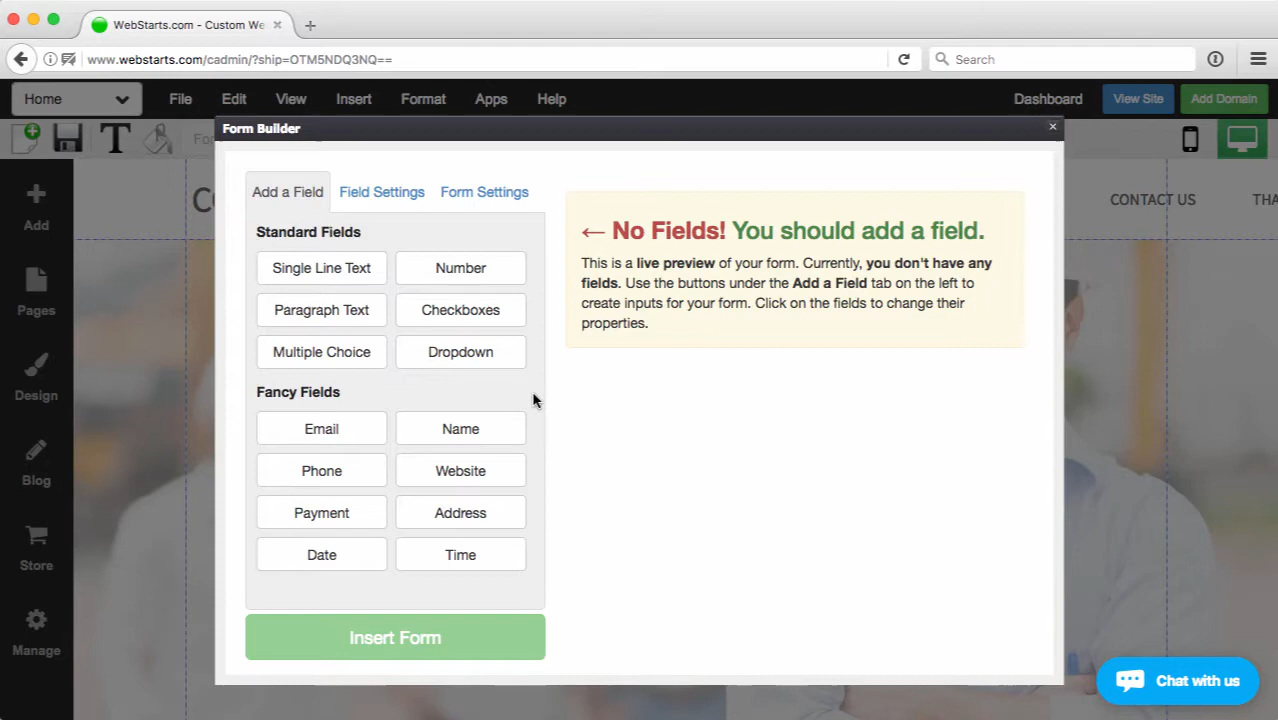 WebStarts.com - Custom We
www.webstarts.com/cadmin/?ship=OTM5NDQ3NQ==
Search
Home
File
Edit
View
Insert
Format
Apps
Help
Dashboard
View Site
Add Domain
Form Builder
Add
Pages
Design
Blog
Store
Manage
CONTACT US
THA
Add a Field
Field Settings
Form Settings
Standard Fields
Single Line Text
Number
Paragraph Text
Checkboxes
Multiple Choice
Dropdown
Fancy Fields
Email
Name
Phone
Website
Payment
Address
Date
Time
Insert Form
← No Fields! You should add a field.
This is a live preview of your form. Currently, you don't have any
fields. Use the buttons under the Add a Field tab on the left to
create inputs for your form. Click on the fields to change their
properties.
Chat with us